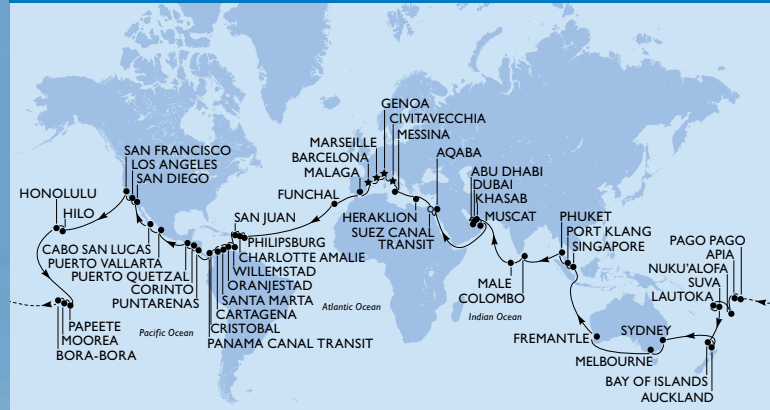 GENOA
CIVITAVECCHIA
MESSINA
MARSEILLE
BARCELONA
MALAGA
FUNCHAL
AQABA
ABU DHABI
DUBAI
KHASAB
MUSCAT
HERAKLION
SUEZ CANAL
TRANSIT
SAN FRANCISCO
LOS ANGELES
SAN DIEGO
HONOLULU
HILO
CABO SAN LUCAS
PUERTO VALLARTA
PUERTO QUETZAL
CORINTO
PUNTARENAS
SAN JUAN
PHILIPSBURG
CHARLOTTE AMALIE
WILLEMSTAD
ORANJESTAD
SANTA MARTA
CARTAGENA
CRISTOBAL
PANAMA CANAL TRANSIT
Atlantic Ocean
Pacific Ocean
PAPEETE
MOOREA
BORA-BORA
MALE
COLOMBO
Indian Ocean
PHUKET
PORT KLANG
SINGAPORE
PAGO PAGO
APIA
NUKU'ALOFA
SUVA
LAUTOKA
FREMANTLE
SYDNEY
MELBOURNE
BAY OF ISLANDS
AUCKLAND